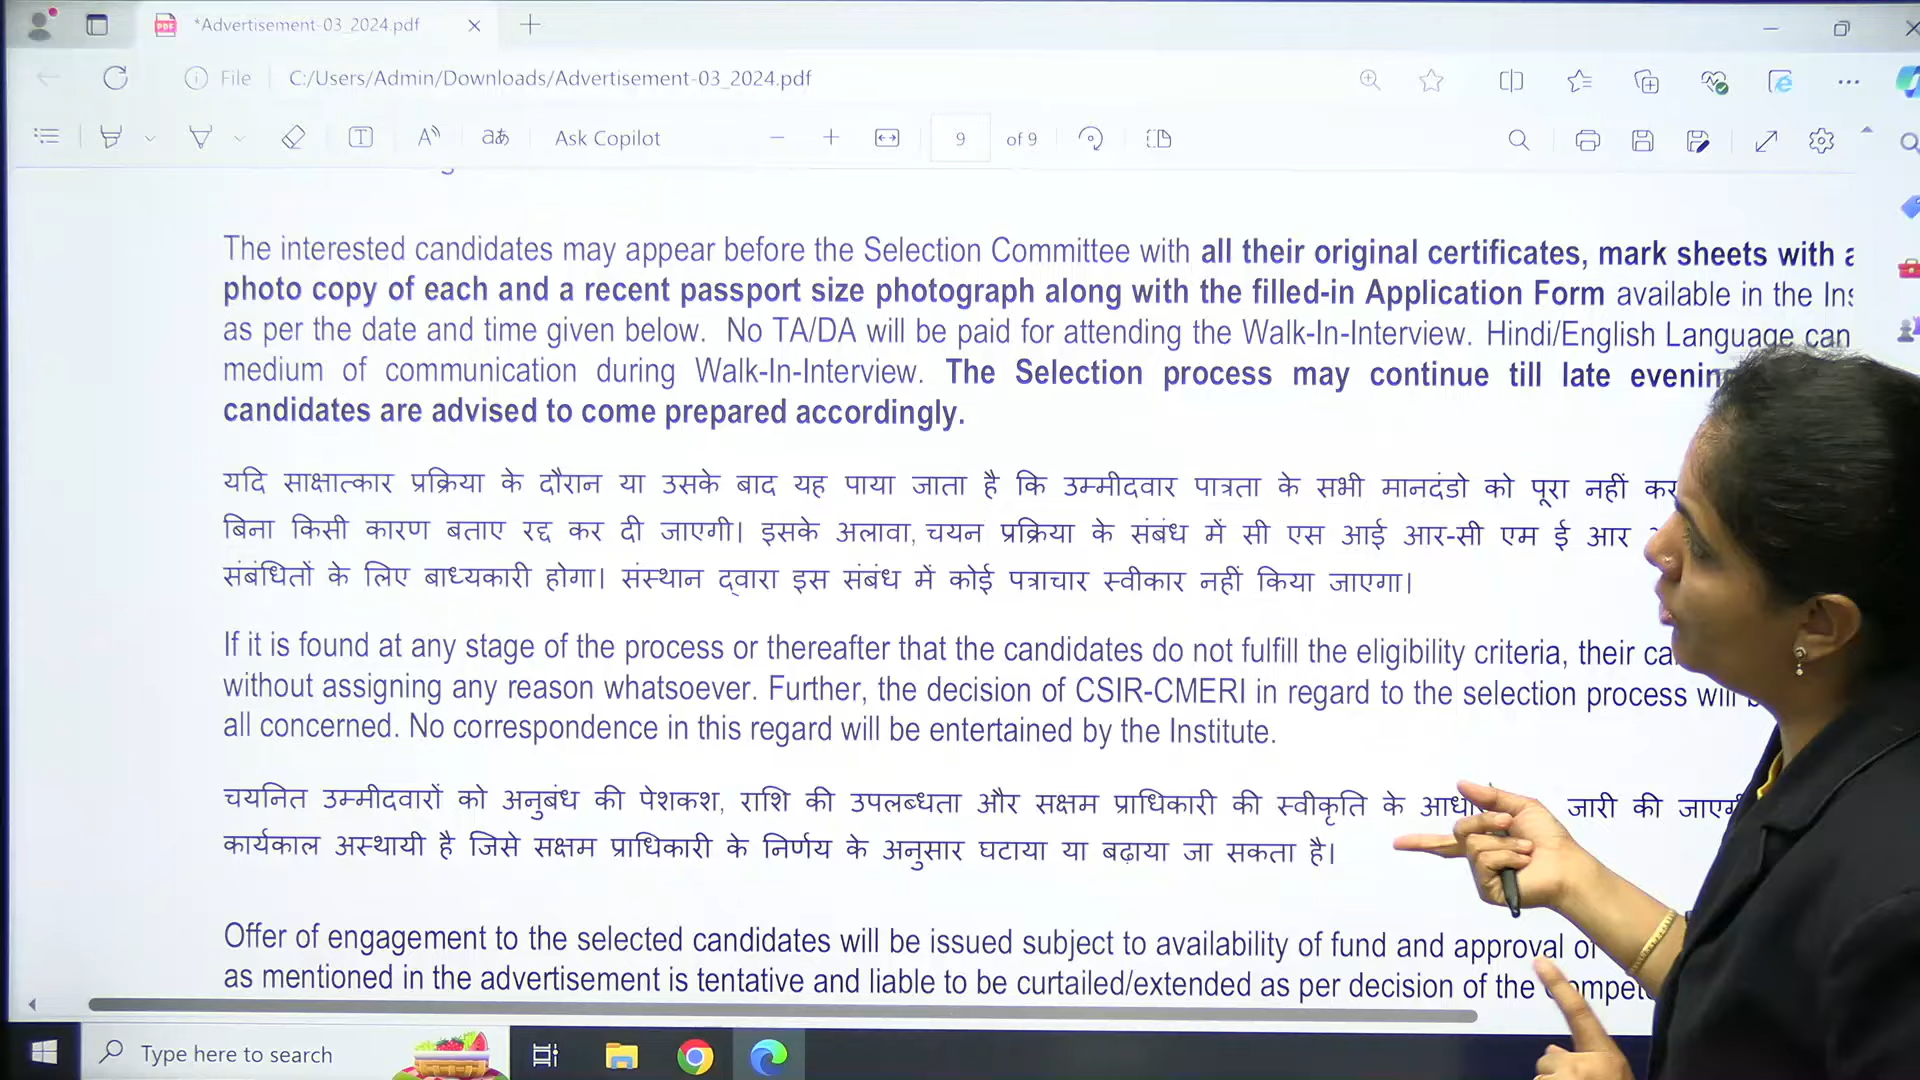 *Advertisement-03_2024.pdf
File C:/Users/Admin/Downloads/Advertisement-03_2024.pdf
aあ Ask Copilot 9 of 9
The interested candidates may appear before the Selection Committee with all their original certificates, mark sheets with a
photo copy of each and a recent passport size photograph along with the filled-in Application Form available in the
as per the date and time given below. No TA/DA will be paid for attending the Walk-In-Interview. Hindi/English Language can
medium of communication during Walk-In-Interview. The Selection process may continue till late
candidates are advised to come prepared accordingly.
यदि साक्षात्कार प्रक्रिया के दौरान या उसके बाद यह पाया जाता है कि उम्मीदवार पात्रता के सभी मानदंडो को पूरा नहीं कर
बिना किसी कारण बताए रद्द कर दी जाएगी। इसके अलावा, चयन प्रक्रिया के संबंध में सी एस आई आर-सी एम ई आर
संबंधितों के लिए बाध्यकारी होगा। संस्थान द्वारा इस संबंध में कोई पत्राचार स्वीकार नहीं किया जाएगा।
If it is found at any stage of the process or thereafter that the candidates do not fulfill the eligibility criteria, their
without assigning any reason whatsoever. Further, the decision of CSIR-CMERI in regard to the selection process will
all concerned. No correspondence in this regard will be entertained by the Institute.
चयनित उम्मीदवारों को अनुबंध की पेशकश, राशि की उपलब्धता और सक्षम प्राधिकारी की स्वीकृति के जारी की
कार्यकाल अस्थायी है जिसे सक्षम प्राधिकारी के निर्णय के अनुसार घटाया या बढ़ाया जा सकता है।
Offer of engagement to the selected candidates will be issued subject to availability of fund and approval of
as mentioned in the advertisement is tentative and liable to be curtailed/extended as per decision of the
Type here to search